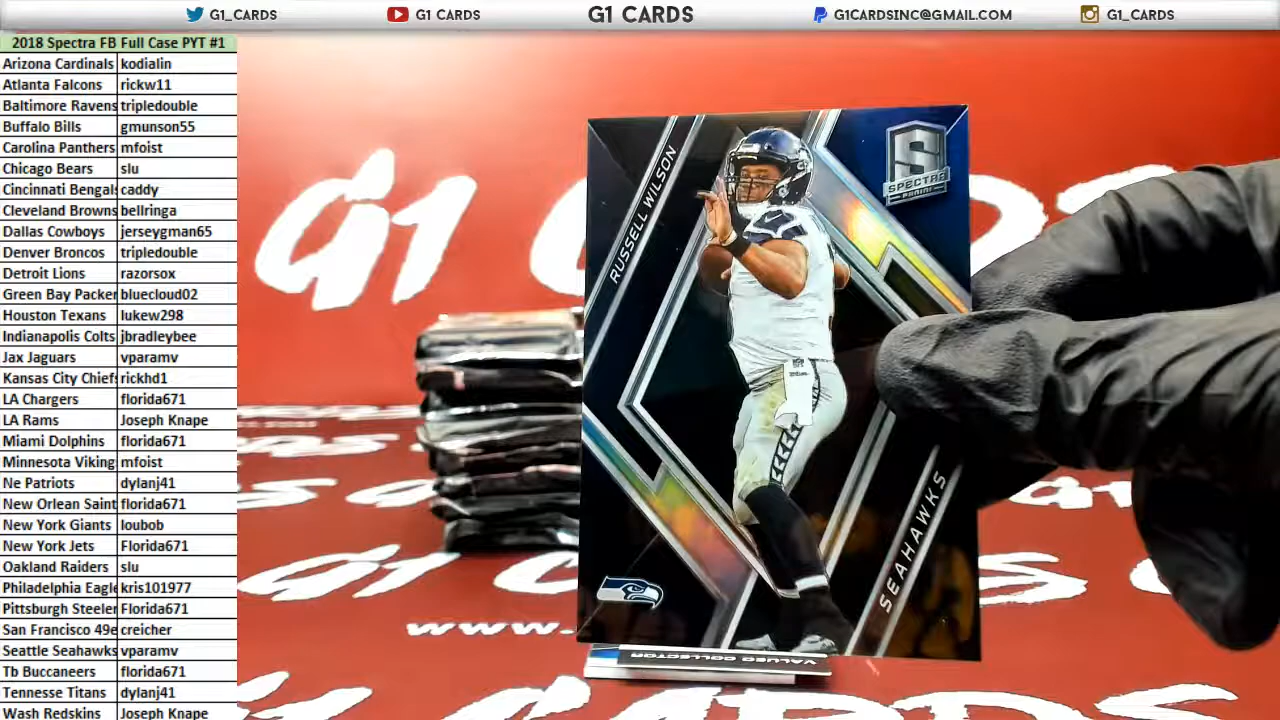 G1_CARDS
G1 CARDS
G1 CARDS
G1CARDSINC@GMAIL.COM
G1_CARDS
2018 Spectra FB Full Case PYT #1
Arizona Cardinals kodialin
Atlanta Falcons rickw11
Baltimore Ravens tripledouble
Buffalo Bills gmunson55
Carolina Panthers mfoist
Chicago Bears slu
Cincinnati Bengals caddy
Cleveland Browns bellringa
Dallas Cowboys jerseygman65
Denver Broncos tripledouble
Detroit Lions razorsox
Green Bay Packer bluecloud02
Houston Texans lukew298
Indianapolis Colts jbradleybee
Jax Jaguars vparamv
Kansas City Chiefs rickhd1
LA Chargers florida671
LA Rams Joseph Knape
Miami Dolphins florida671
Minnesota Viking mfoist
Ne Patriots dylanj41
New Orlean Saint florida671
New York Giants loubob
New York Jets Florida671
Oakland Raiders slu
Philadelphia Eagle kris101977
Pittsburgh Steeler Florida671
San Francisco 49e creicher
Seattle Seahawks vparamv
Tb Buccaneers florida671
Tennesse Titans dylanj41
Wash Redskins Joseph Knape
RUSSELL WILSON
S
SPECTRA
PANINI
SEAHAWKS
VALUED COLLECTOR
G1
G1
www.